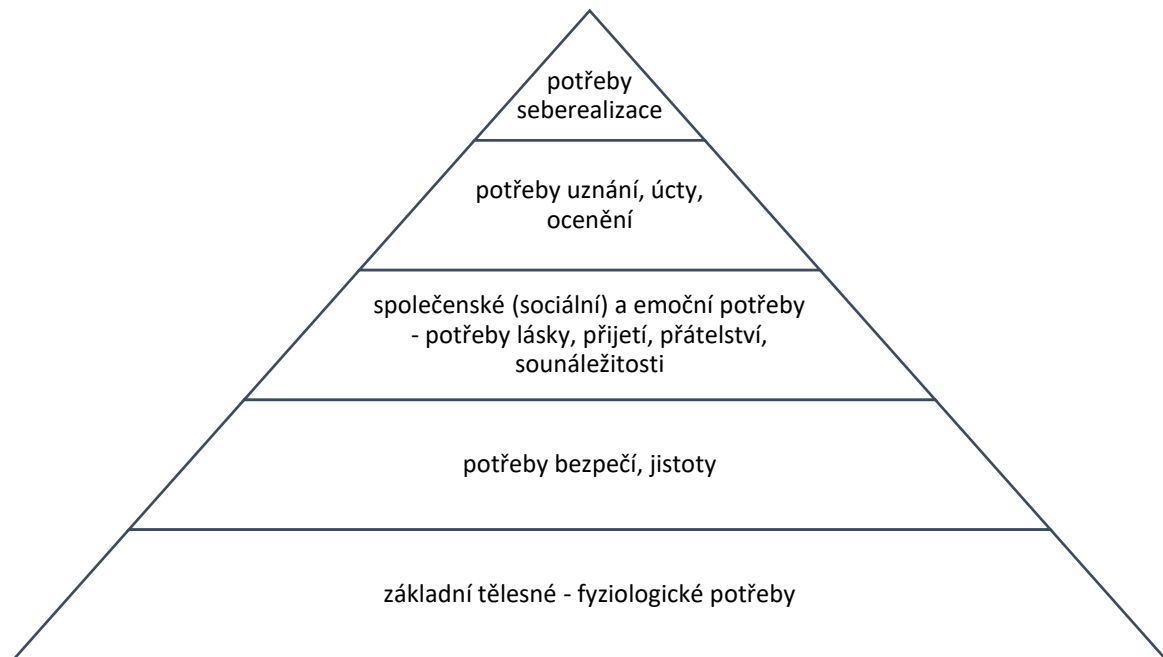 potřeby
seberealizace
potřeby uznání, úcty,
ocenění
společenské (sociální) a emoční potřeby
- potřeby lásky, přijetí, přátelství,
sounáležitosti
potřeby bezpečí, jistoty
základní tělesné - fyziologické potřeby